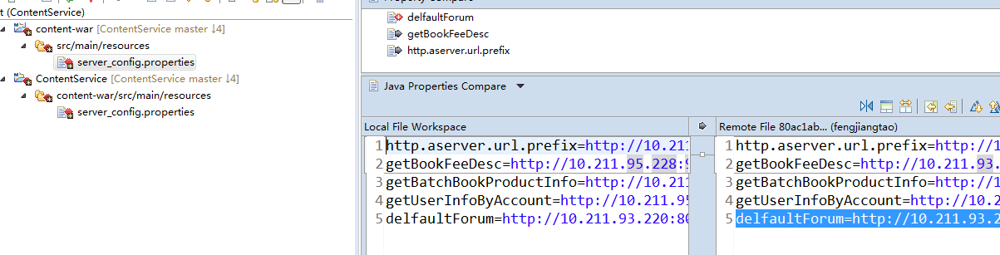 t (ContentService)
content-war [ContentService master ↓4]
src/main/resources
server_config.properties
ContentService [ContentService master ↓4]
content-war/src/main/resources
server_config.properties
Property Compare
delfaultForum
getBookFeeDesc
http.aserver.url.prefix
Java Properties Compare
Local File Workspace
1 http.aserver.url.prefix=http://10.211
2 getBookFeeDesc=http://10.211.95.228:9
3 getBatchBookProductInfo=http://10.211
4 getUserInfoByAccount=http://10.211.95
5 delfaultForum=http://10.211.93.220:80
Remote File 80ac1ab... (fengjiangtao)
1 http.aserver.url.prefix=http://1
2 getBookFeeDesc=http://10.211.93.
3 getBatchBookProductInfo=http://1
4 getUserInfoByAccount=http://10.2
5 delfaultForum=http://10.211.93.2